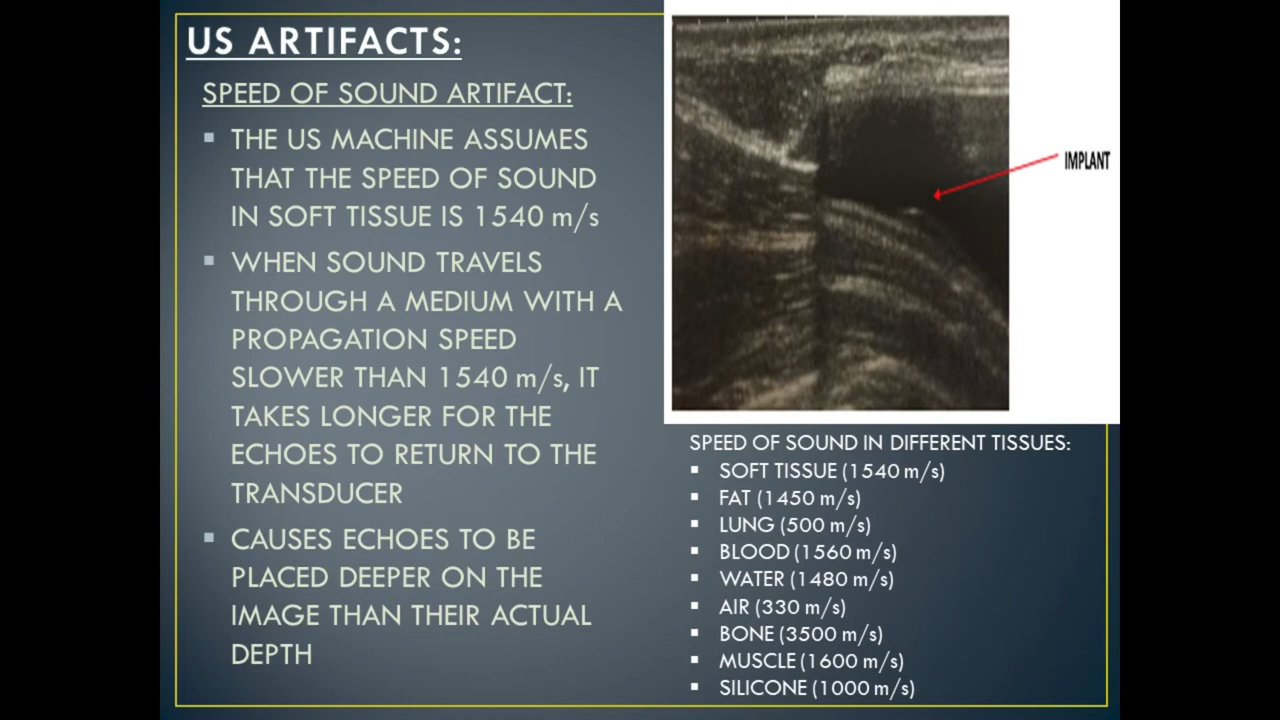 US ARTIFACTS:
SPEED OF SOUND ARTIFACT:
▪ THE US MACHINE ASSUMES
THAT THE SPEED OF SOUND
IN SOFT TISSUE IS 1540 m/s
▪ WHEN SOUND TRAVELS
THROUGH A MEDIUM WITH A
PROPAGATION SPEED
SLOWER THAN 1540 m/s, IT
TAKES LONGER FOR THE
ECHOES TO RETURN TO THE
TRANSDUCER
▪ CAUSES ECHOES TO BE
PLACED DEEPER ON THE
IMAGE THAN THEIR ACTUAL
DEPTH
IMPLANT
SPEED OF SOUND IN DIFFERENT TISSUES:
▪ SOFT TISSUE (1540 m/s)
▪ FAT (1450 m/s)
▪ LUNG (500 m/s)
▪ BLOOD (1560 m/s)
▪ WATER (1480 m/s)
▪ AIR (330 m/s)
▪ BONE (3500 m/s)
▪ MUSCLE (1600 m/s)
▪ SILICONE (1000 m/s)